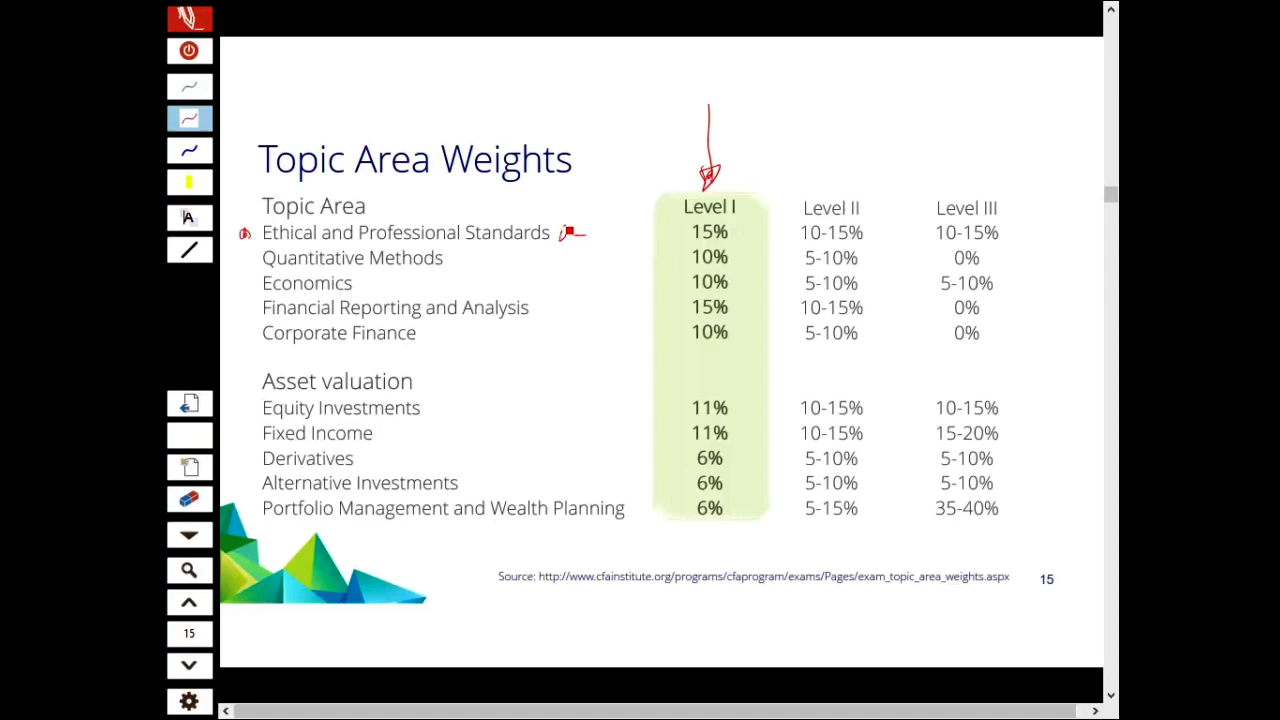 Topic Area Weights
Topic Area Level I Level II Level III
Ethical and Professional Standards 15% 10-15% 10-15%
Quantitative Methods 10% 5-10% 0%
Economics 10% 5-10% 5-10%
Financial Reporting and Analysis 15% 10-15% 0%
Corporate Finance 10% 5-10% 0%
Asset valuation
Equity Investments 11% 10-15% 10-15%
Fixed Income 11% 10-15% 15-20%
Derivatives 6% 5-10% 5-10%
Alternative Investments 6% 5-10% 5-10%
Portfolio Management and Wealth Planning 6% 5-15% 35-40%
Source: http://www.cfainstitute.org/programs/cfaprogram/exams/Pages/exam_topic_area_weights.aspx 15
A
15